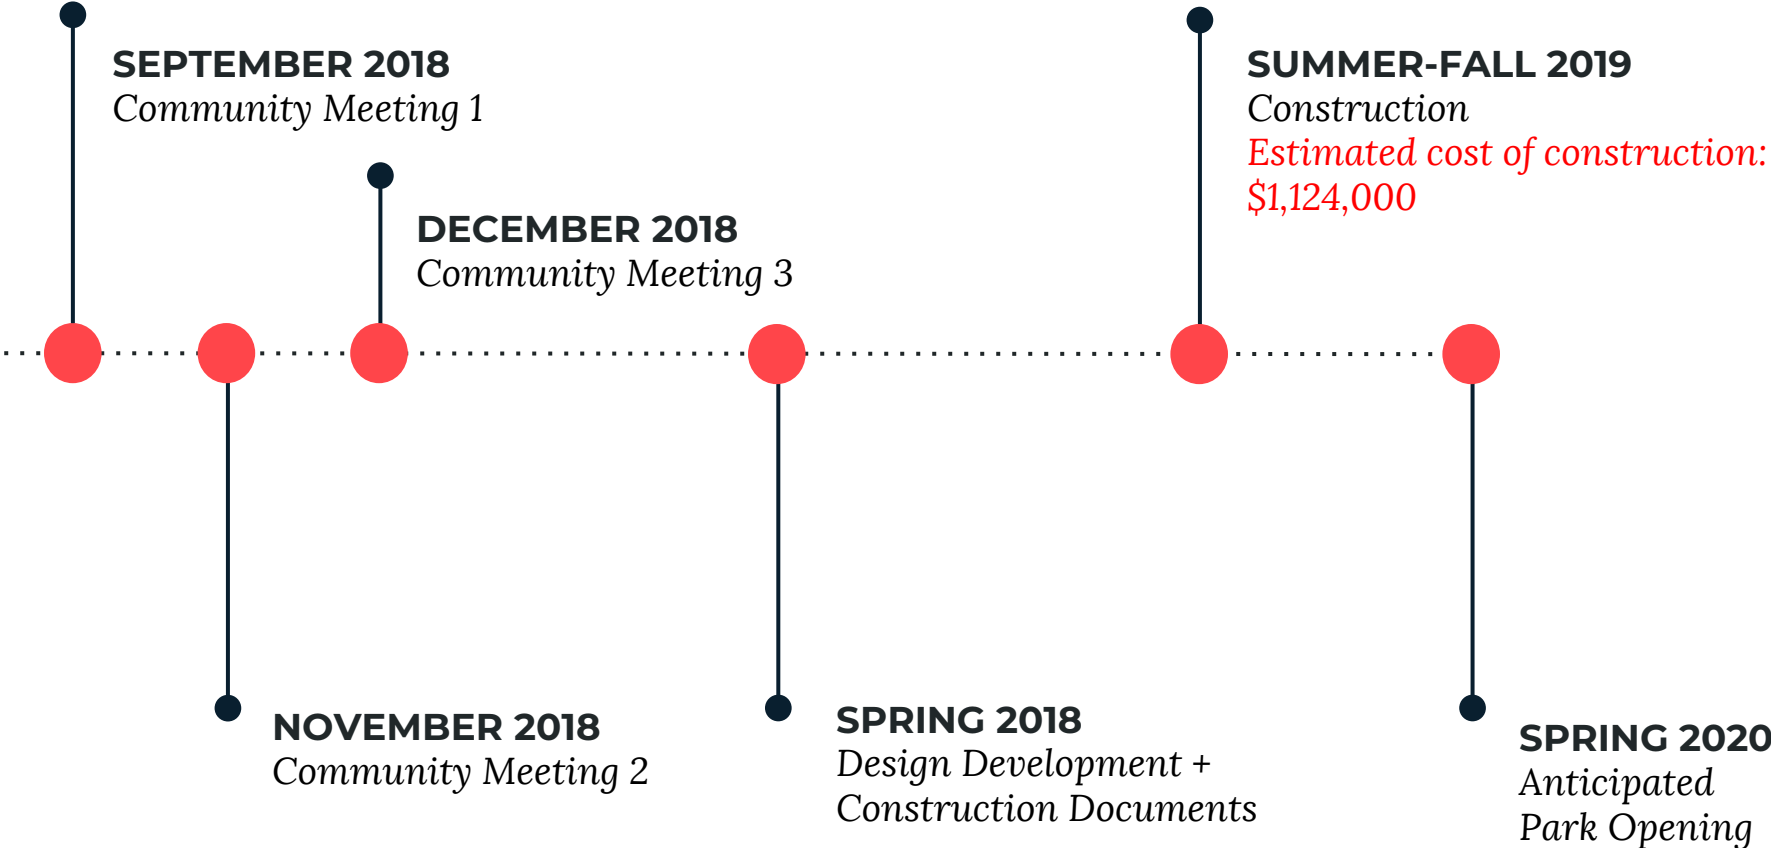 SEPTEMBER 2018
Community Meeting 1
NOVEMBER 2018
Community Meeting 2
DECEMBER 2018
Community Meeting 3
SPRING 2018
Design Development +
Construction Documents
SUMMER-FALL 2019
Construction
Estimated cost of construction:
$1,124,000
SPRING 2020
Anticipated
Park Opening